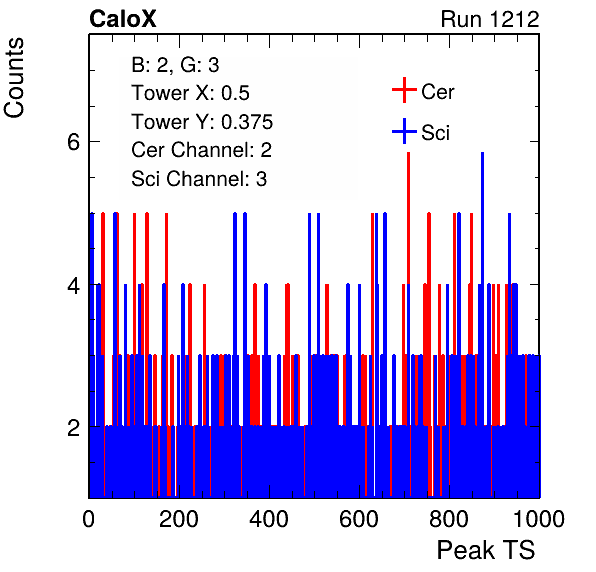 CaloX Run 1212
Counts
B: 2, G: 3
Tower X: 0.5
Tower Y: 0.375
Cer Channel: 2
Sci Channel: 3
Cer
Sci
6
4
2
0 200 400 600 800 1000
Peak TS